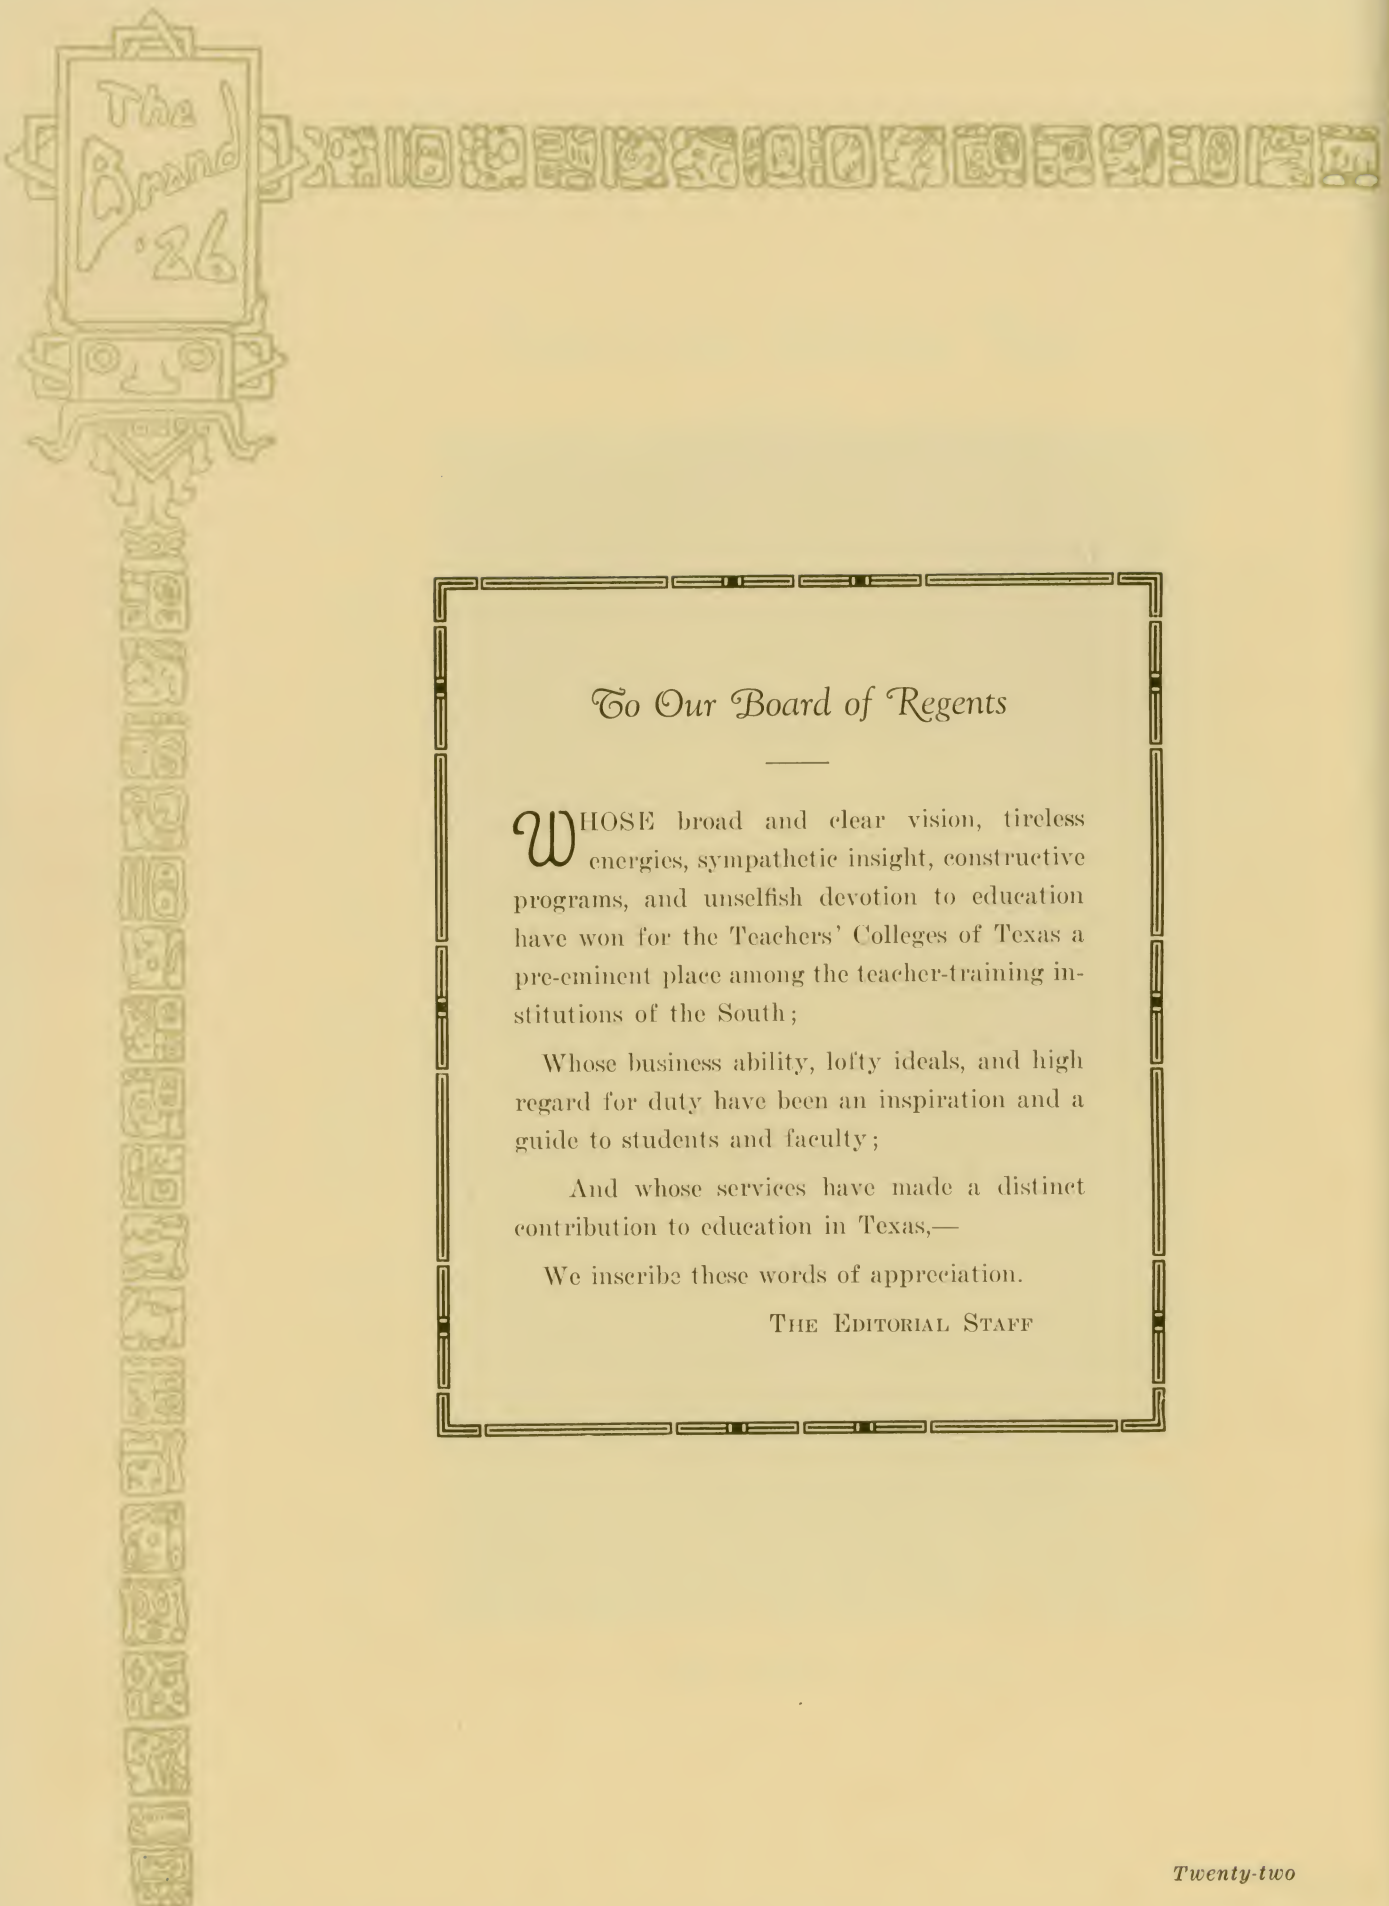 The
Brand
'26
To Our Board of Regents
WHOSE broad and clear vision, tireless
energies, sympathetic insight, constructive
programs, and unselfish devotion to education
have won for the Teachers' Colleges of Texas a
pre-eminent place among the teacher-training in-
stitutions of the South;
Whose business ability, lofty ideals, and high
regard for duty have been an inspiration and a
guide to students and faculty;
And whose services have made a distinct
contribution to education in Texas,—
We inscribe these words of appreciation.
THE EDITORIAL STAFF
Twenty-two